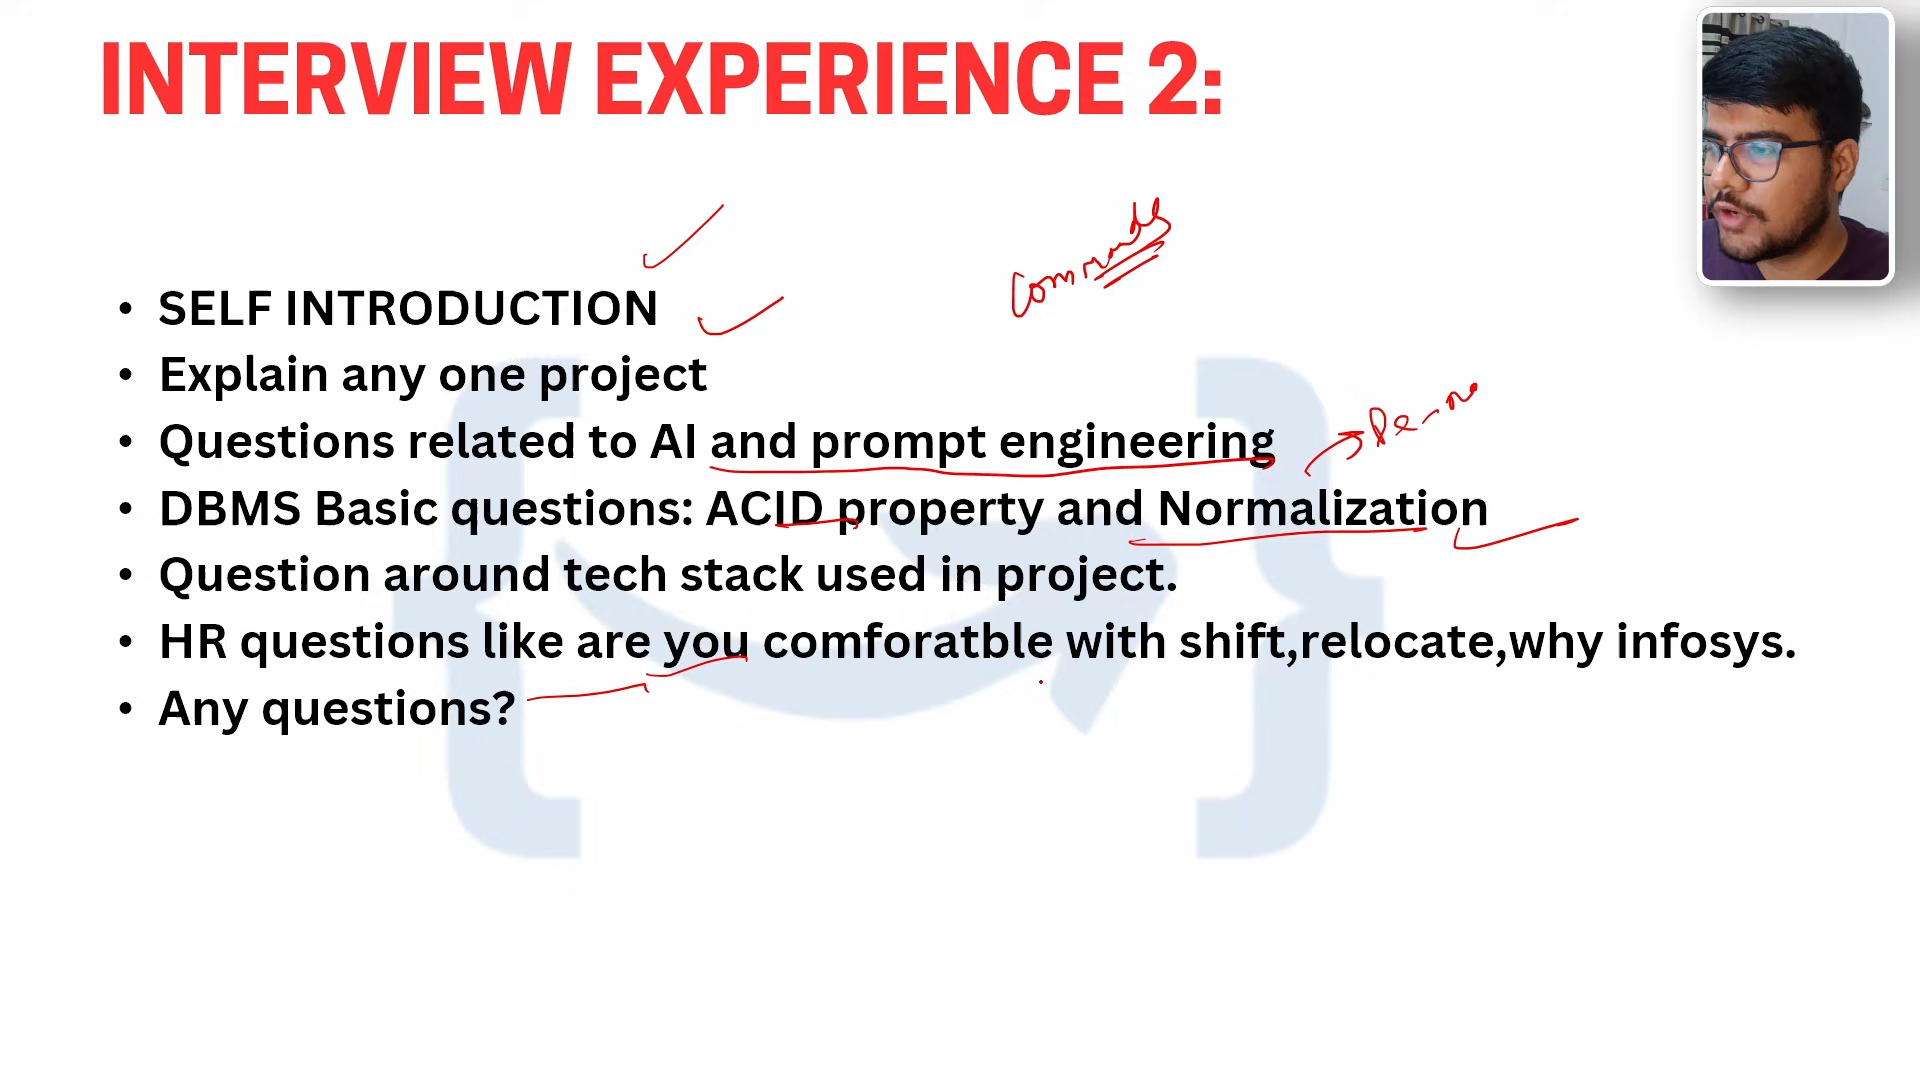 INTERVIEW EXPERIENCE 2:
Commands
• SELF INTRODUCTION
• Explain any one project
De-no
• Questions related to AI and prompt engineering
• DBMS Basic questions: ACID property and Normalization
• Question around tech stack used in project.
• HR questions like are you comforatble with shift,relocate,why infosys.
• Any questions?